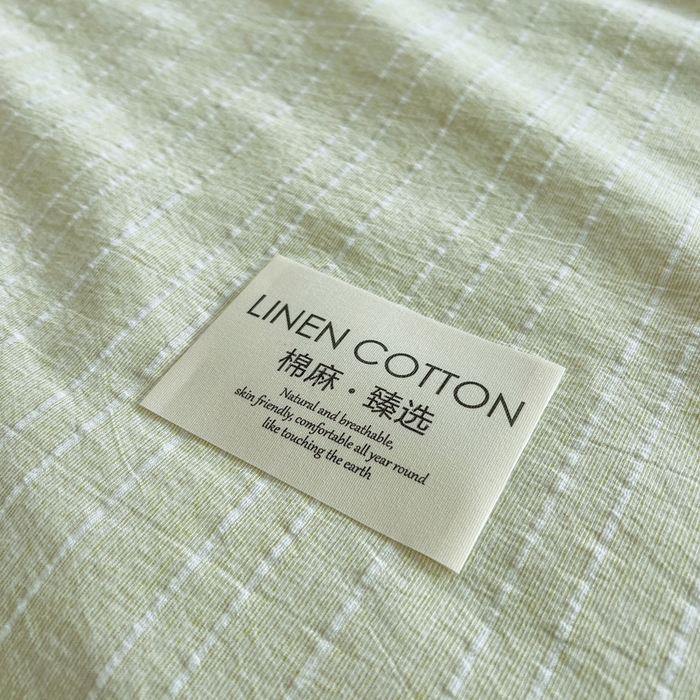 LINEN COTTON
棉麻·臻选
Natural and breathable,
skin friendly, comfortable all year round
like touching the earth